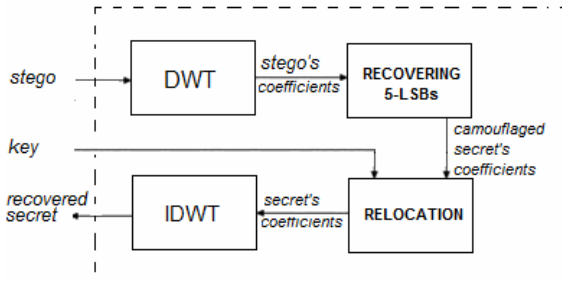 stego
DWT
stego's
coefficients
RECOVERING
5-LSBs
camouflaged
secret's
coefficients
key
recovered
secret
IDWT
secret's
coefficients
RELOCATION